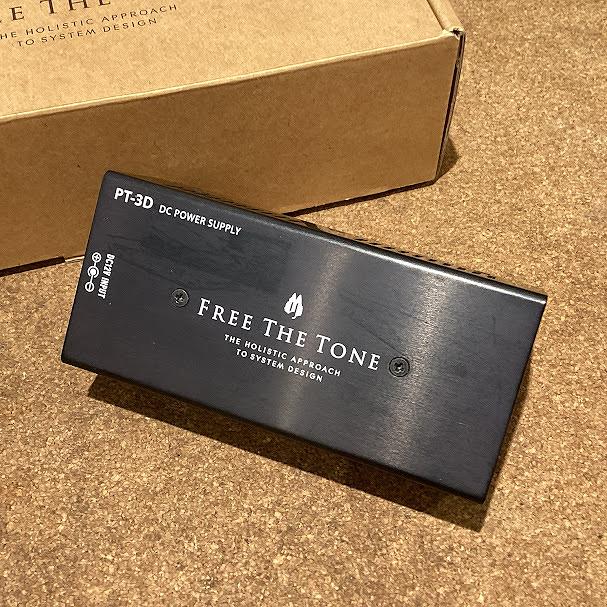 E THE
THE HOLISTIC APPROACH
TO SYSTEM DESIGN
PT-3D DC POWER SUPPLY
DC12V INPUT
FREE THE TONE
THE HOLISTIC APPROACH
TO SYSTEM DESIGN